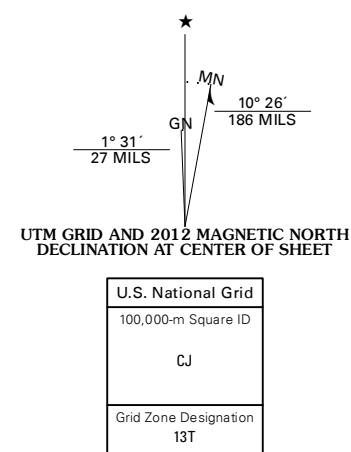 ★
MN
GN
10° 26´
186 MILS
1° 31´
27 MILS
UTM GRID AND 2012 MAGNETIC NORTH
DECLINATION AT CENTER OF SHEET
U.S. National Grid
100,000-m Square ID
CJ
Grid Zone Designation
13T